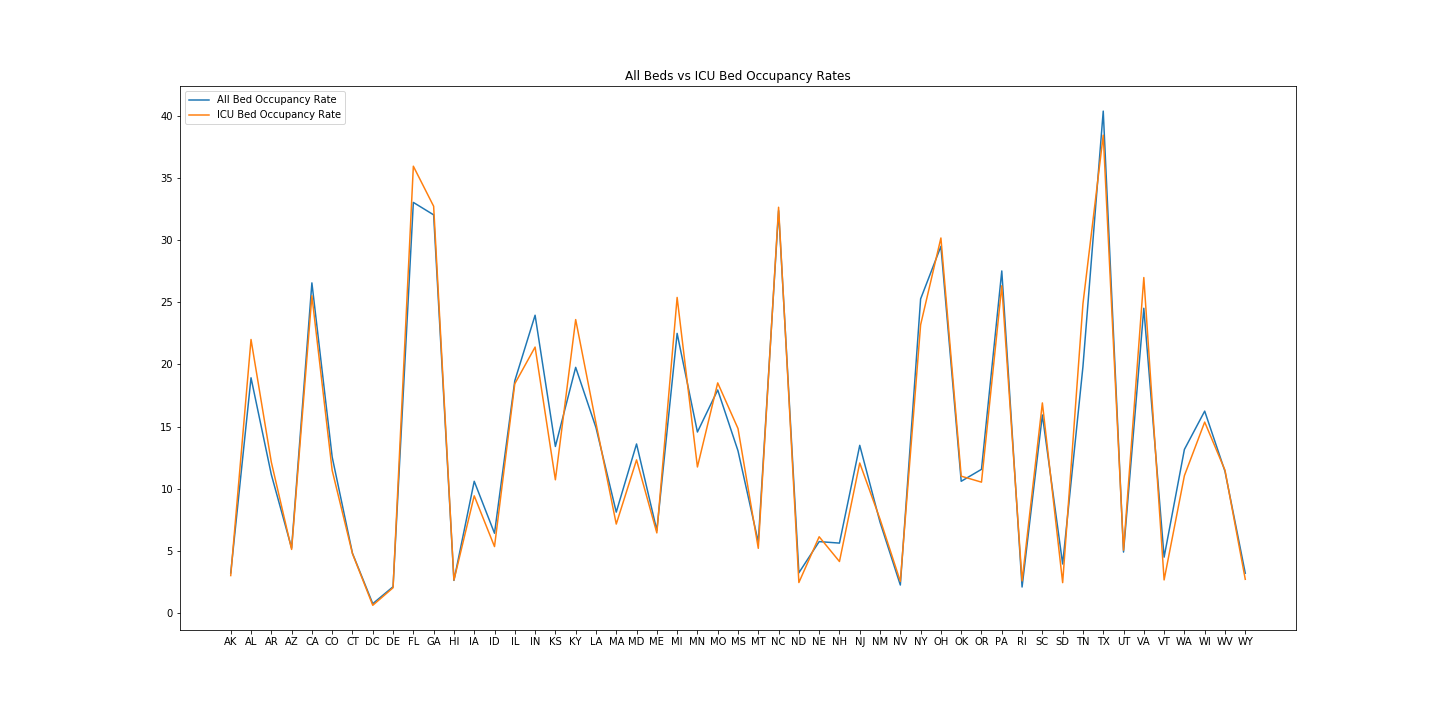 All Beds vs ICU Bed Occupancy Rates
All Bed Occupancy Rate
ICU Bed Occupancy Rate
40
35
30
25
20
15
10
5
0
AK AL AR AZ CA CO CT DC DE FL GA HI IA ID IL IN KS KY LA MA MD ME MI MN MO MS MT NC ND NE NH NJ NM NV NY OH OK OR PA RI SC SD TN TX UT VA VT WA WI WV WY